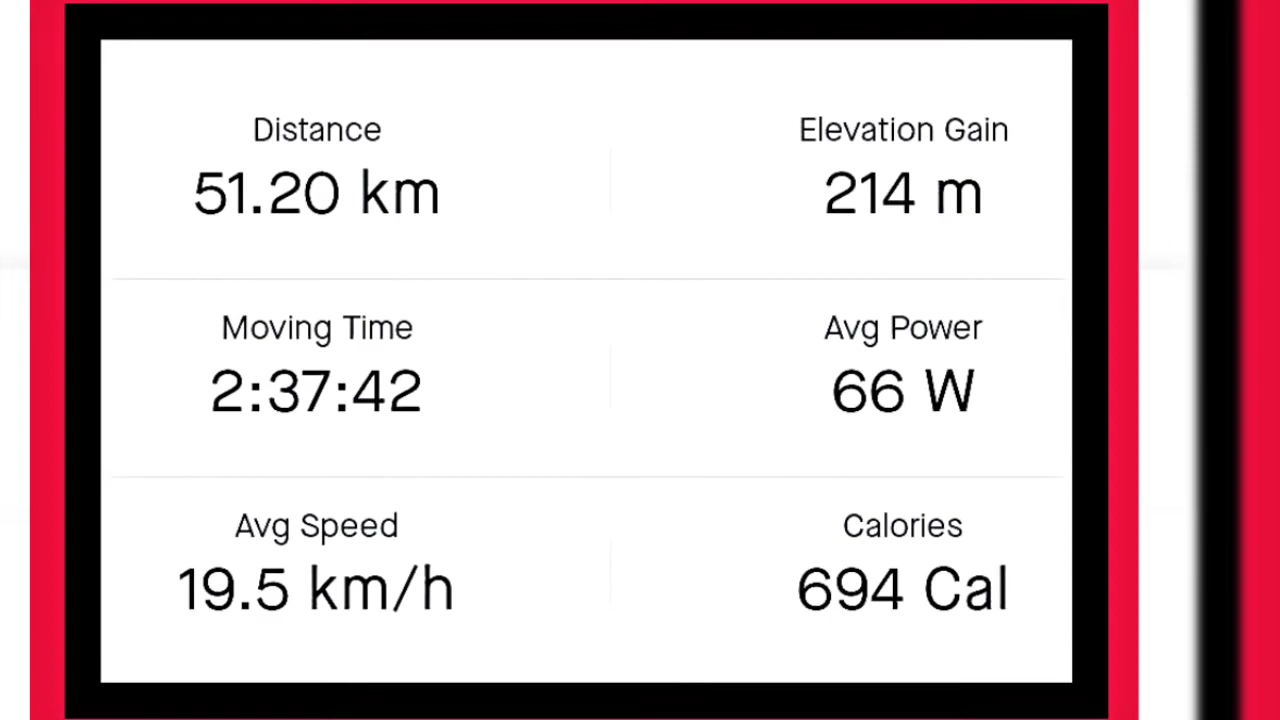 Distance
51.20 km
Elevation Gain
214 m
Moving Time
2:37:42
Avg Power
66 W
Avg Speed
19.5 km/h
Calories
694 Cal